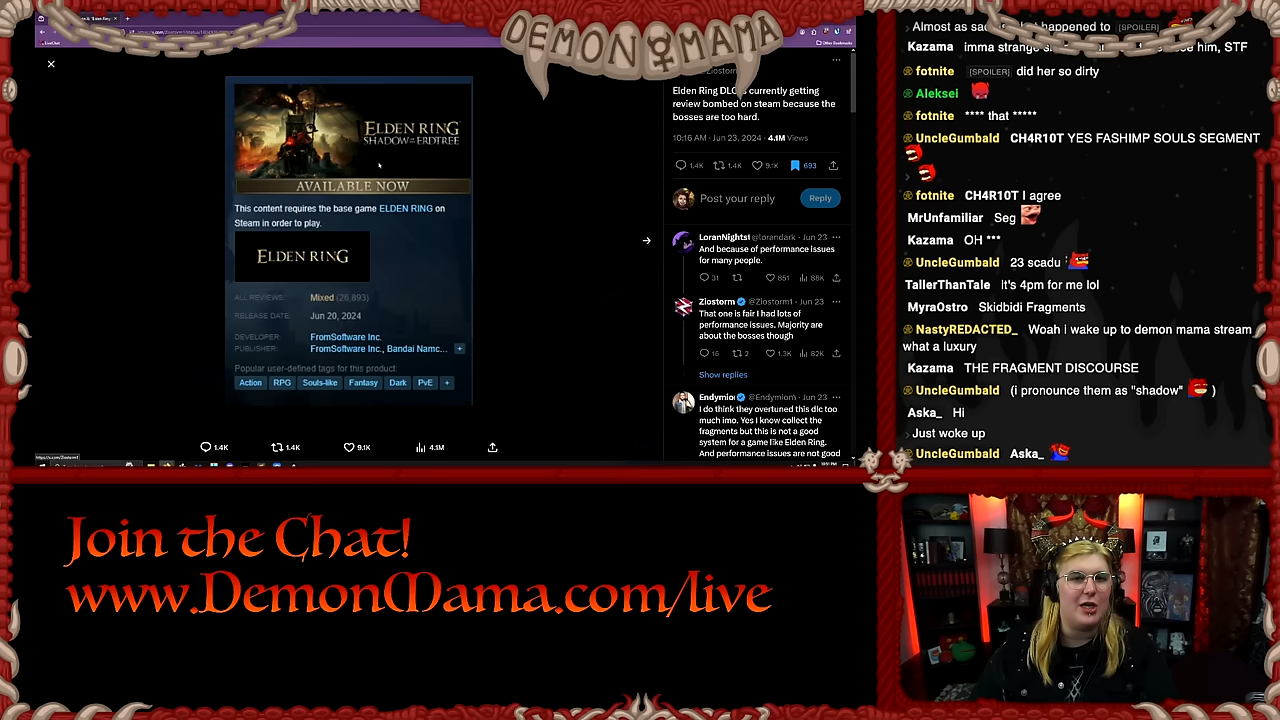 DEMON MAMA
ELDEN RING
SHADOW OF THE ERDTREE
AVAILABLE NOW
This content requires the base game ELDEN RING on
Steam in order to play.
ELDEN RING
ALL REVIEWS: Mixed (26,893)
RELEASE DATE: Jun 20, 2024
DEVELOPER: FromSoftware Inc.
PUBLISHER: FromSoftware Inc., Bandai Namc... +
Popular user-defined tags for this product:
Action RPG Souls-like Fantasy Dark PvE +
1.4K 1.4K 9.1K 4.1M
Elden Ring DLC is currently getting
review bombed on steam because the
bosses are too hard.
10:16 AM · Jun 23, 2024 · 4.1M Views
1.4K 1.4K 9.1K 693
Post your reply Reply
LoranNights @lorandark · Jun 23 ···
And because of performance issues
for many people.
31 851 88K
Ziostorm @Ziostorm1 · Jun 23 ···
That one is fair I had lots of
performance issues. Majority are
about the bosses though
16 2 1.3K 82K
Show replies
Endymion @Endymion · Jun 23 ···
I do think they overtuned this dlc too
much imo. Yes I know collect the
fragments but this is not a good
system for a game like Elden Ring.
And performance issues are not good
Almost as sad happened to [SPOILER]
Kazama imma strange him, STF
fotnite [SPOILER] did her so dirty
Aleksei
fotnite **** that *****
UncleGumbald CH4R10T YES FASHIMP SOULS SEGMENT
fotnite CH4R10T I agree
MrUnfamiliar Seg
Kazama OH ***
UncleGumbald 23 scadu
TallerThanTale It's 4pm for me lol
MyraOstro Skidbidi Fragments
NastyREDACTED_ Woah i wake up to demon mama stream
what a luxury
Kazama THE FRAGMENT DISCOURSE
UncleGumbald (i pronounce them as "shadow" )
Aska_ Hi
Just woke up
UncleGumbald Aska_
Join the Chat!
www.DemonMama.com/live